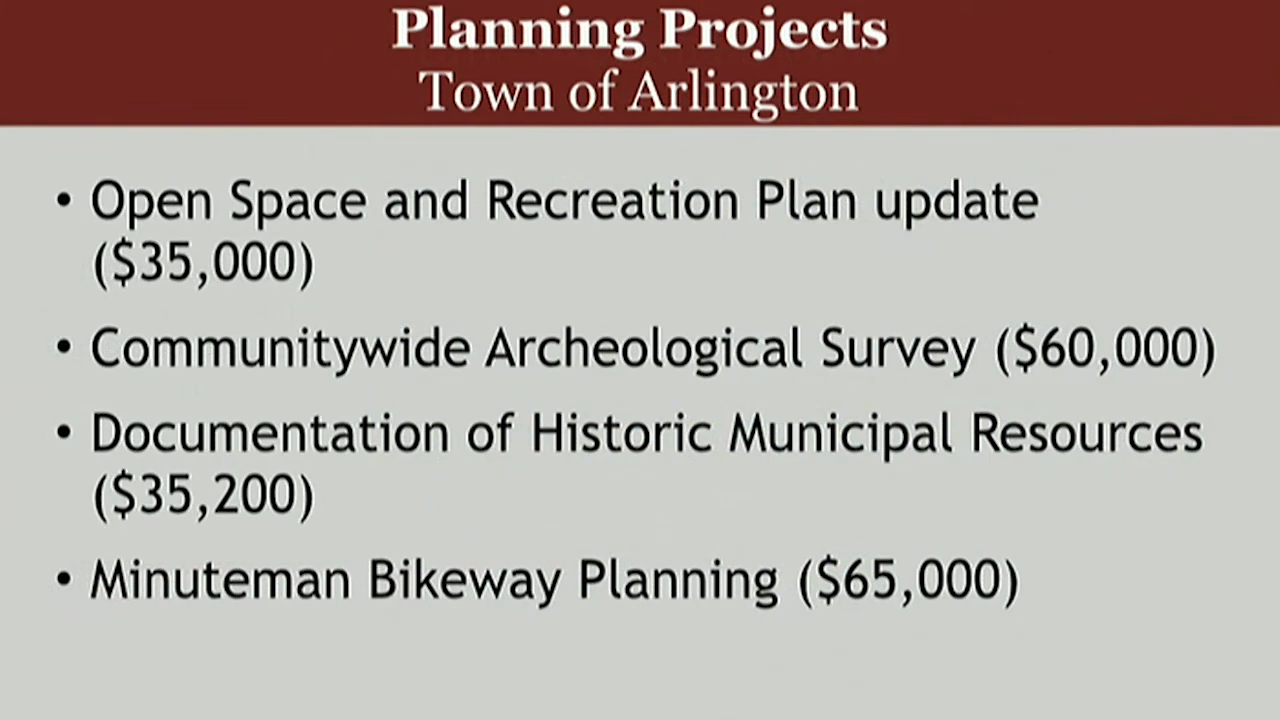 Planning Projects
Town of Arlington
• Open Space and Recreation Plan update
($35,000)
• Communitywide Archeological Survey ($60,000)
• Documentation of Historic Municipal Resources
($35,200)
• Minuteman Bikeway Planning ($65,000)